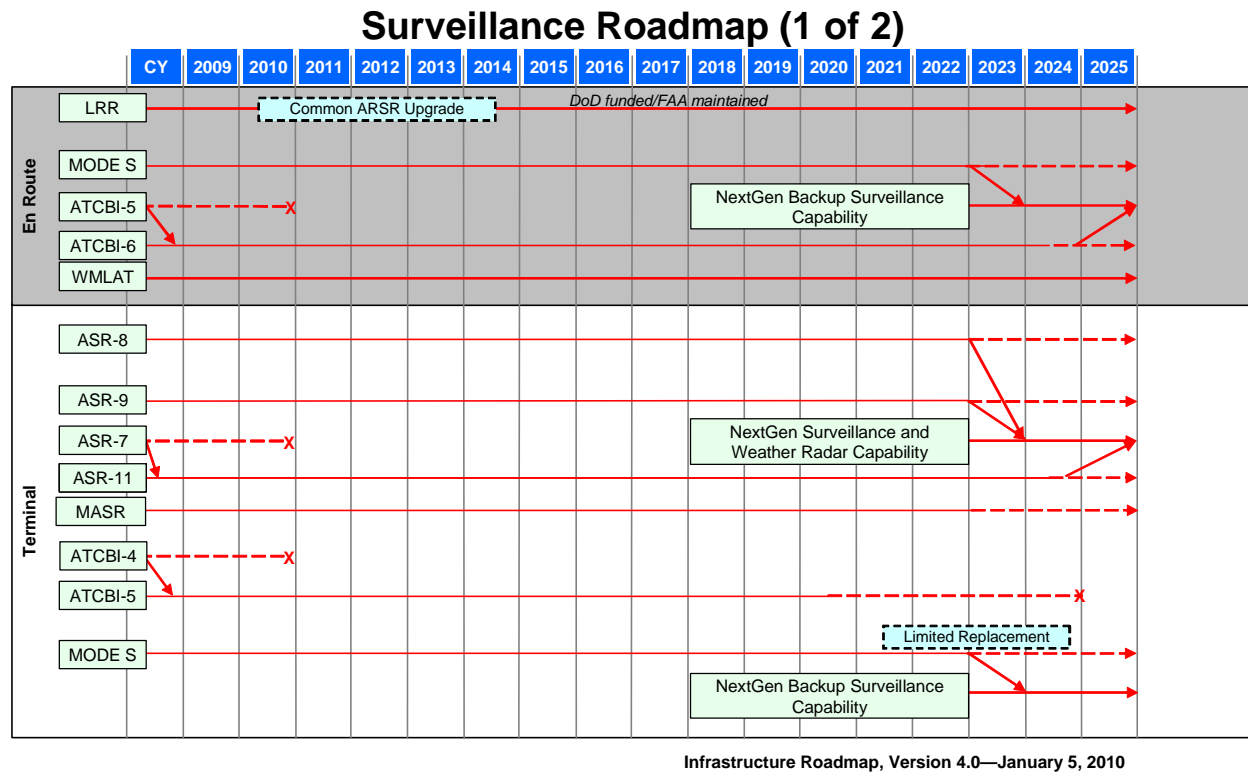 Surveillance Roadmap (1 of 2)
CY 2009 2010 2011 2012 2013 2014 2015 2016 2017 2018 2019 2020 2021 2022 2023 2024 2025
En Route
LRR
Common ARSR Upgrade
DoD funded/FAA maintained
MODE S
ATCBI-5
X
NextGen Backup Surveillance
Capability
ATCBI-6
WMLAT
Terminal
ASR-8
ASR-9
ASR-7
X
NextGen Surveillance and
Weather Radar Capability
ASR-11
MASR
ATCBI-4
X
ATCBI-5
X
Limited Replacement
MODE S
NextGen Backup Surveillance
Capability
Infrastructure Roadmap, Version 4.0—January 5, 2010